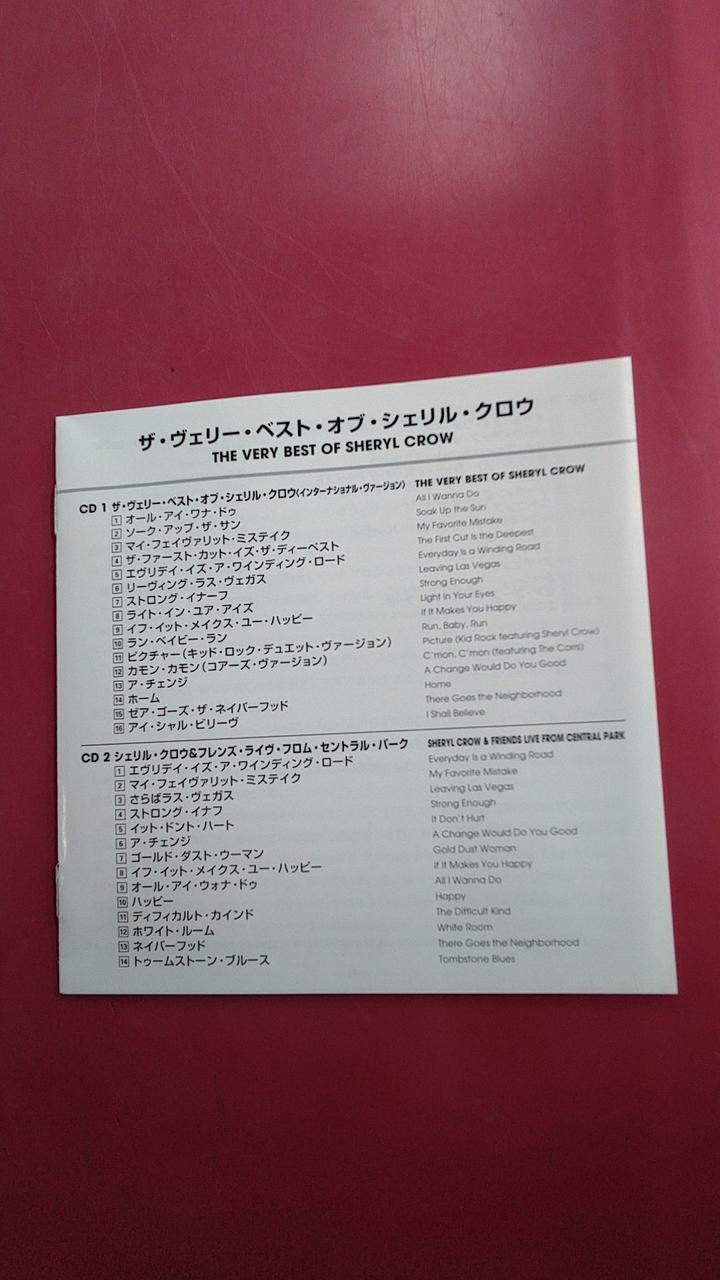 ザ・ヴェリー・ベスト・オブ・シェリル・クロウ
THE VERY BEST OF SHERYL CROW
CD 1 ザ・ヴェリー・ベスト・オブ・シェリル・クロウ(インターナショナル・ヴァージョン) THE VERY BEST OF SHERYL CROW
1 オール・アイ・ワナ・ドゥ All I Wanna Do
2 ソーク・アップ・ザ・サン Soak Up the Sun
3 マイ・フェイヴァリット・ミステイク My Favorite Mistake
4 ザ・ファースト・カット・イズ・ザ・ディーペスト The First Cut Is the Deepest
5 エヴリデイ・イズ・ア・ワインディング・ロード Everyday Is a Winding Road
6 リーヴィング・ラス・ヴェガス Leaving Las Vegas
7 ストロング・イナーフ Strong Enough
8 ライト・イン・ユア・アイズ Light in Your Eyes
9 イフ・イット・メイクス・ユー・ハッピー If It Makes You Happy
10 ラン・ベイビー・ラン Run, Baby, Run
11 ピクチャー(キッド・ロック・デュエット・ヴァージョン) Picture (Kid Rock featuring Sheryl Crow)
12 カモン・カモン(コアーズ・ヴァージョン) C'mon, C'mon (featuring The Corrs)
13 ア・チェンジ A Change Would Do You Good
14 ホーム Home
15 ゼア・ゴーズ・ザ・ネイバーフッド There Goes the Neighborhood
16 アイ・シャル・ビリーヴ I Shall Believe
CD 2 シェリル・クロウ&フレンズ・ライヴ・フロム・セントラル・パーク SHERYL CROW & FRIENDS LIVE FROM CENTRAL PARK
1 エヴリデイ・イズ・ア・ワインディング・ロード Everyday Is a Winding Road
2 マイ・フェイヴァリット・ミステイク My Favorite Mistake
3 さらばラス・ヴェガス Leaving Las Vegas
4 ストロング・イナフ Strong Enough
5 イット・ドント・ハート It Don't Hurt
6 ア・チェンジ A Change Would Do You Good
7 ゴールド・ダスト・ウーマン Gold Dust Woman
8 イフ・イット・メイクス・ユー・ハッピー If It Makes You Happy
9 オール・アイ・ウォナ・ドゥ All I Wanna Do
10 ハッピー Happy
11 ディフィカルト・カインド The Difficult Kind
12 ホワイト・ルーム White Room
13 ネイバーフッド There Goes the Neighborhood
14 トゥームストーン・ブルース Tombstone Blues